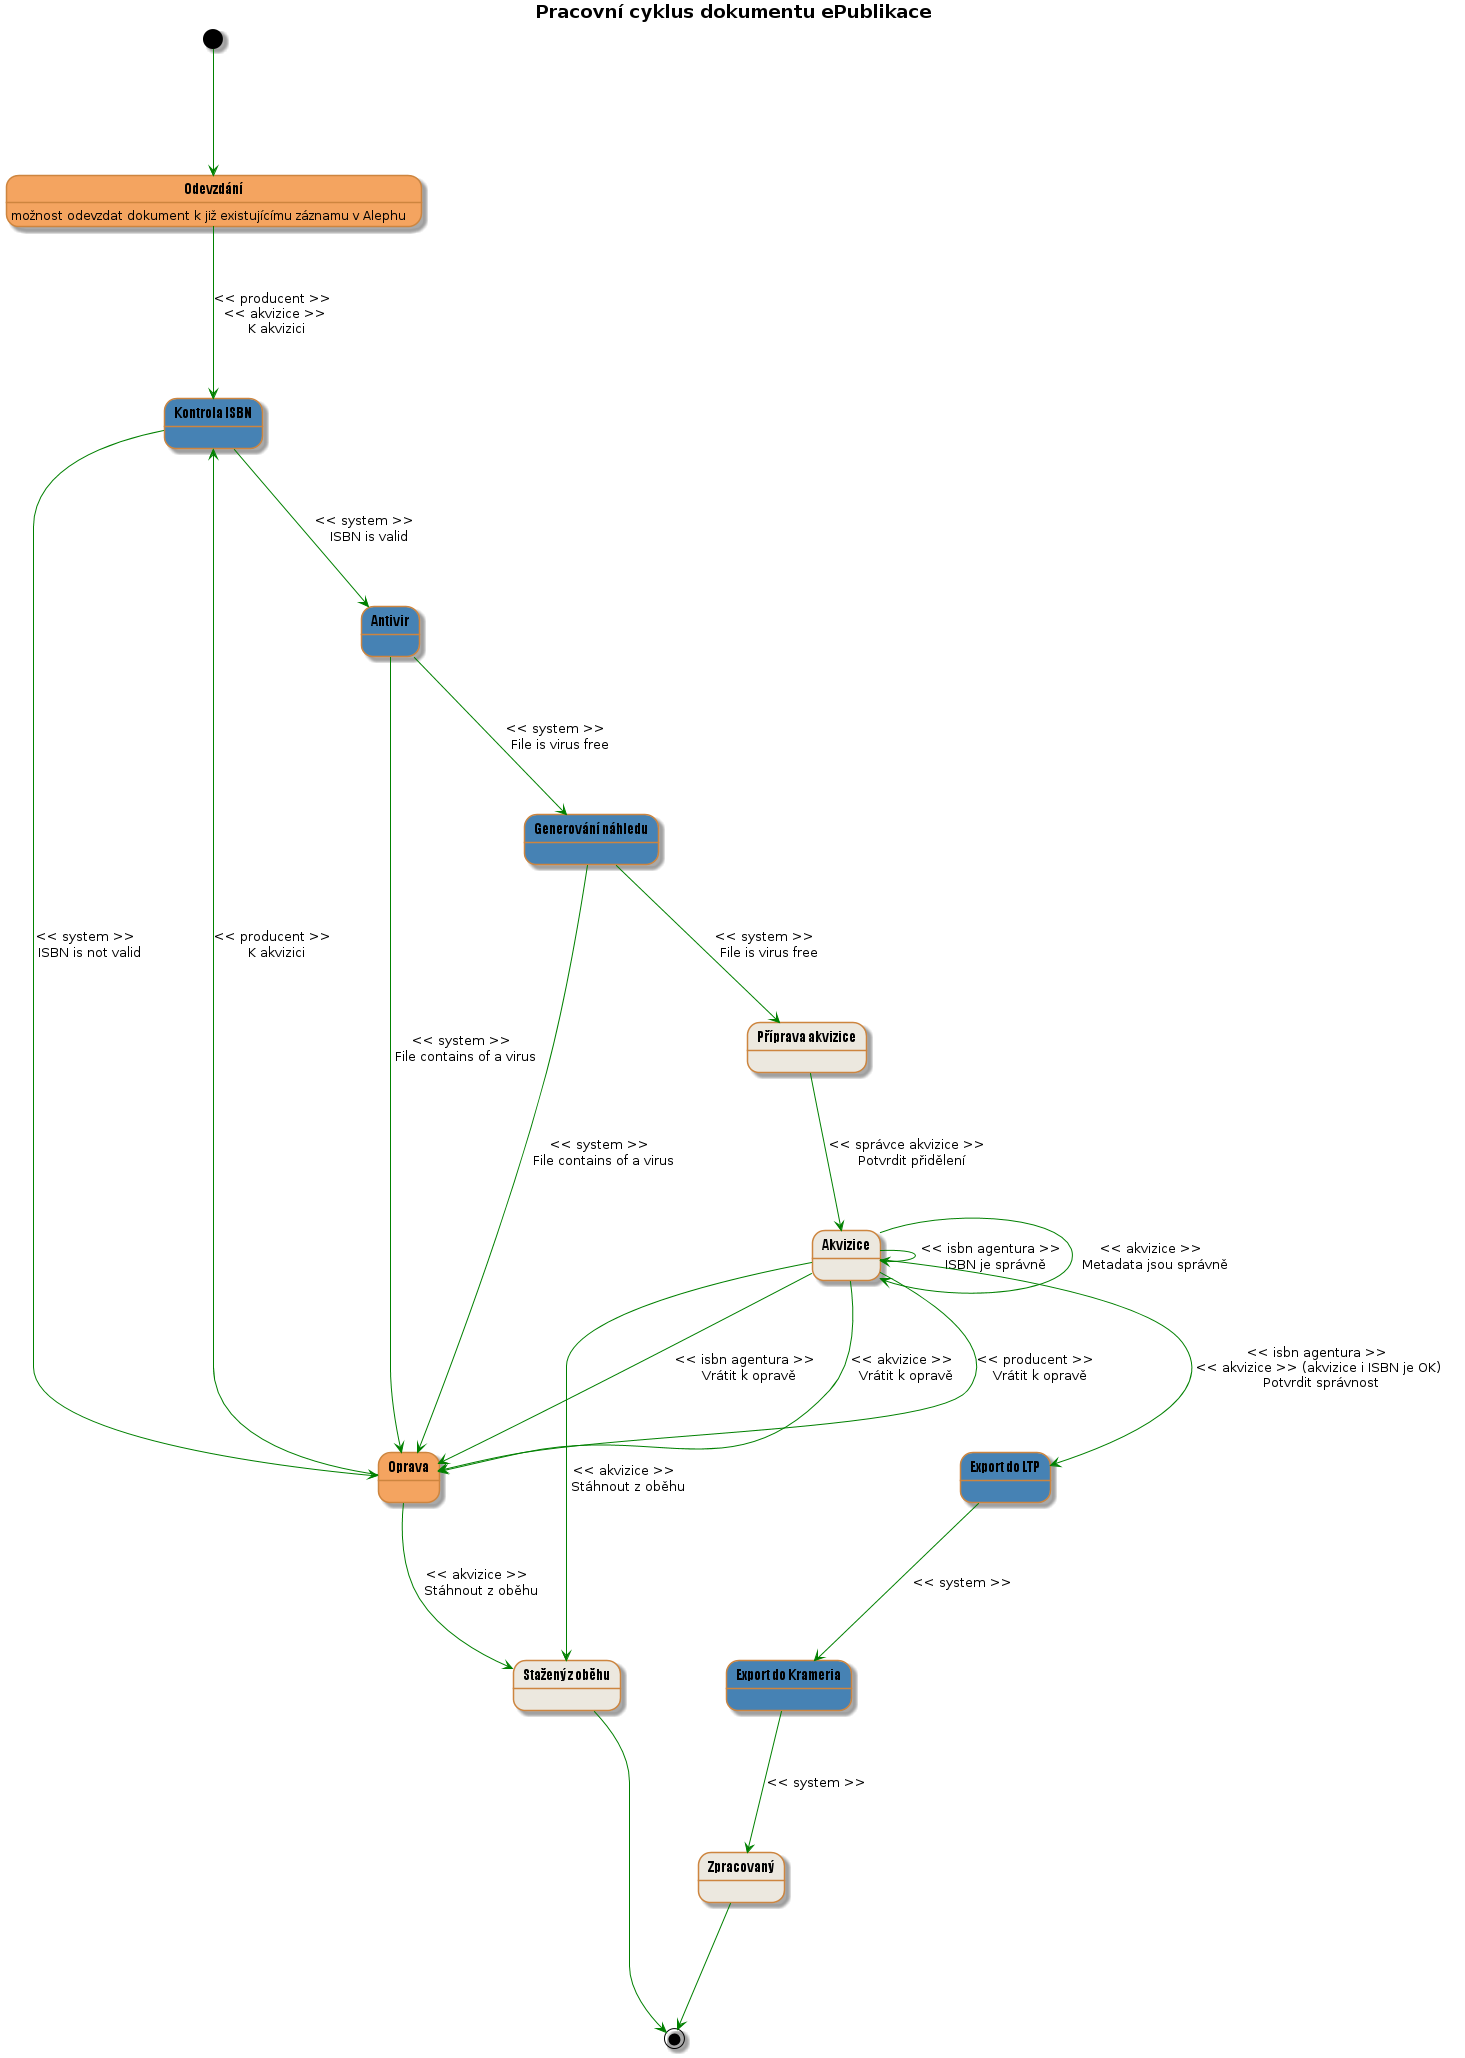 Pracovní cyklus dokumentu ePublikace
Odevzdání
možnost odevzdat dokument k již existujícímu záznamu v Alephu
<< producent >>
<< akvizice >>
K akvizici
Kontrola ISBN
<< system >>
ISBN is valid
Antivir
<< system >>
File is virus free
Generování náhledu
<< system >>
ISBN is not valid
<< producent >>
K akvizici
<< system >>
File is virus free
Příprava akvizice
<< system >>
File contains of a virus
<< system >>
File contains of a virus
<< správce akvizice >>
Potvrdit přidělení
Akvizice
<< isbn agentura >>
ISBN je správně
<< akvizice >>
Metadata jsou správně
<< isbn agentura >>
Vrátit k opravě
<< akvizice >>
Vrátit k opravě
<< producent >>
Vrátit k opravě
<< isbn agentura >>
<< akvizice >> (akvizice i ISBN je OK)
Potvrdit správnost
Oprava
<< akvizice >>
Stáhnout z oběhu
Export do LTP
<< akvizice >>
Stáhnout z oběhu
<< system >>
Stažený z oběhu
Export do Krameria
<< system >>
Zpracovaný